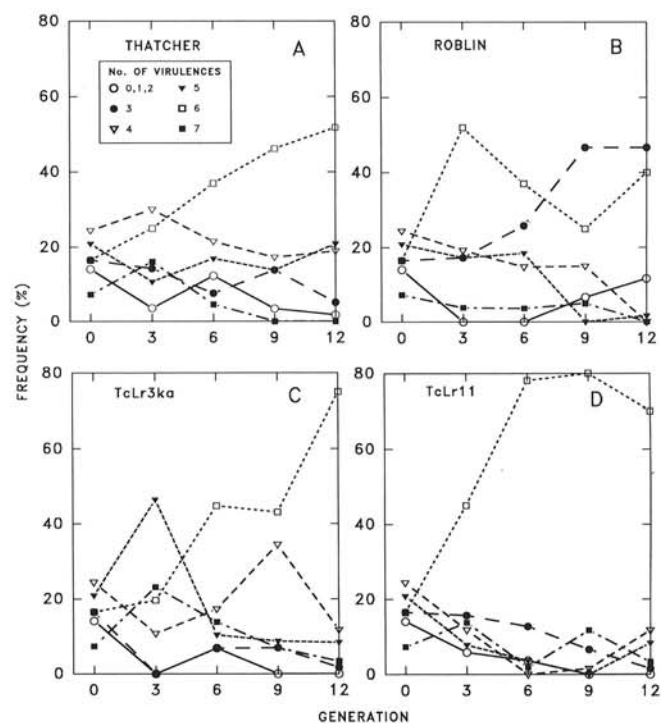 THATCHER
A
No. OF VIRULENCES
0,1,2
5
3
6
4
7
80
60
40
20
0
0 3 6 9 12
ROBLIN
B
80
60
40
20
0
0 3 6 9 12
TcLr3ka
C
80
60
40
20
0
0 3 6 9 12
TcLr11
D
80
60
40
20
0
0 3 6 9 12
FREQUENCY (%)
GENERATION